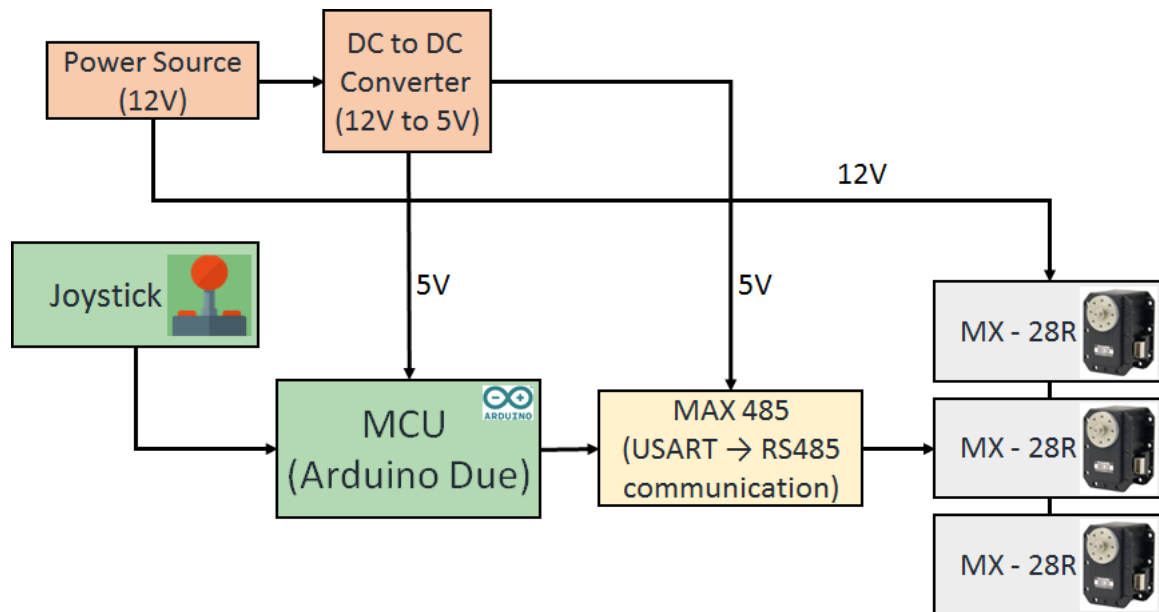 Power Source
(12V)
DC to DC
Converter
(12V to 5V)
12V
Joystick
5V
5V
MCU
(Arduino Due)
ARDUINO
MAX 485
(USART → RS485
communication)
MX - 28R
MX - 28R
MX - 28R